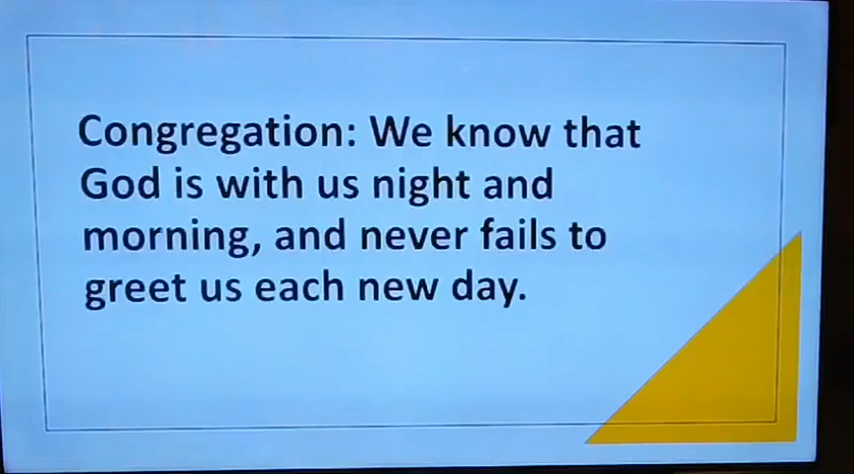 Congregation: We know that
God is with us night and
morning, and never fails to
greet us each new day.